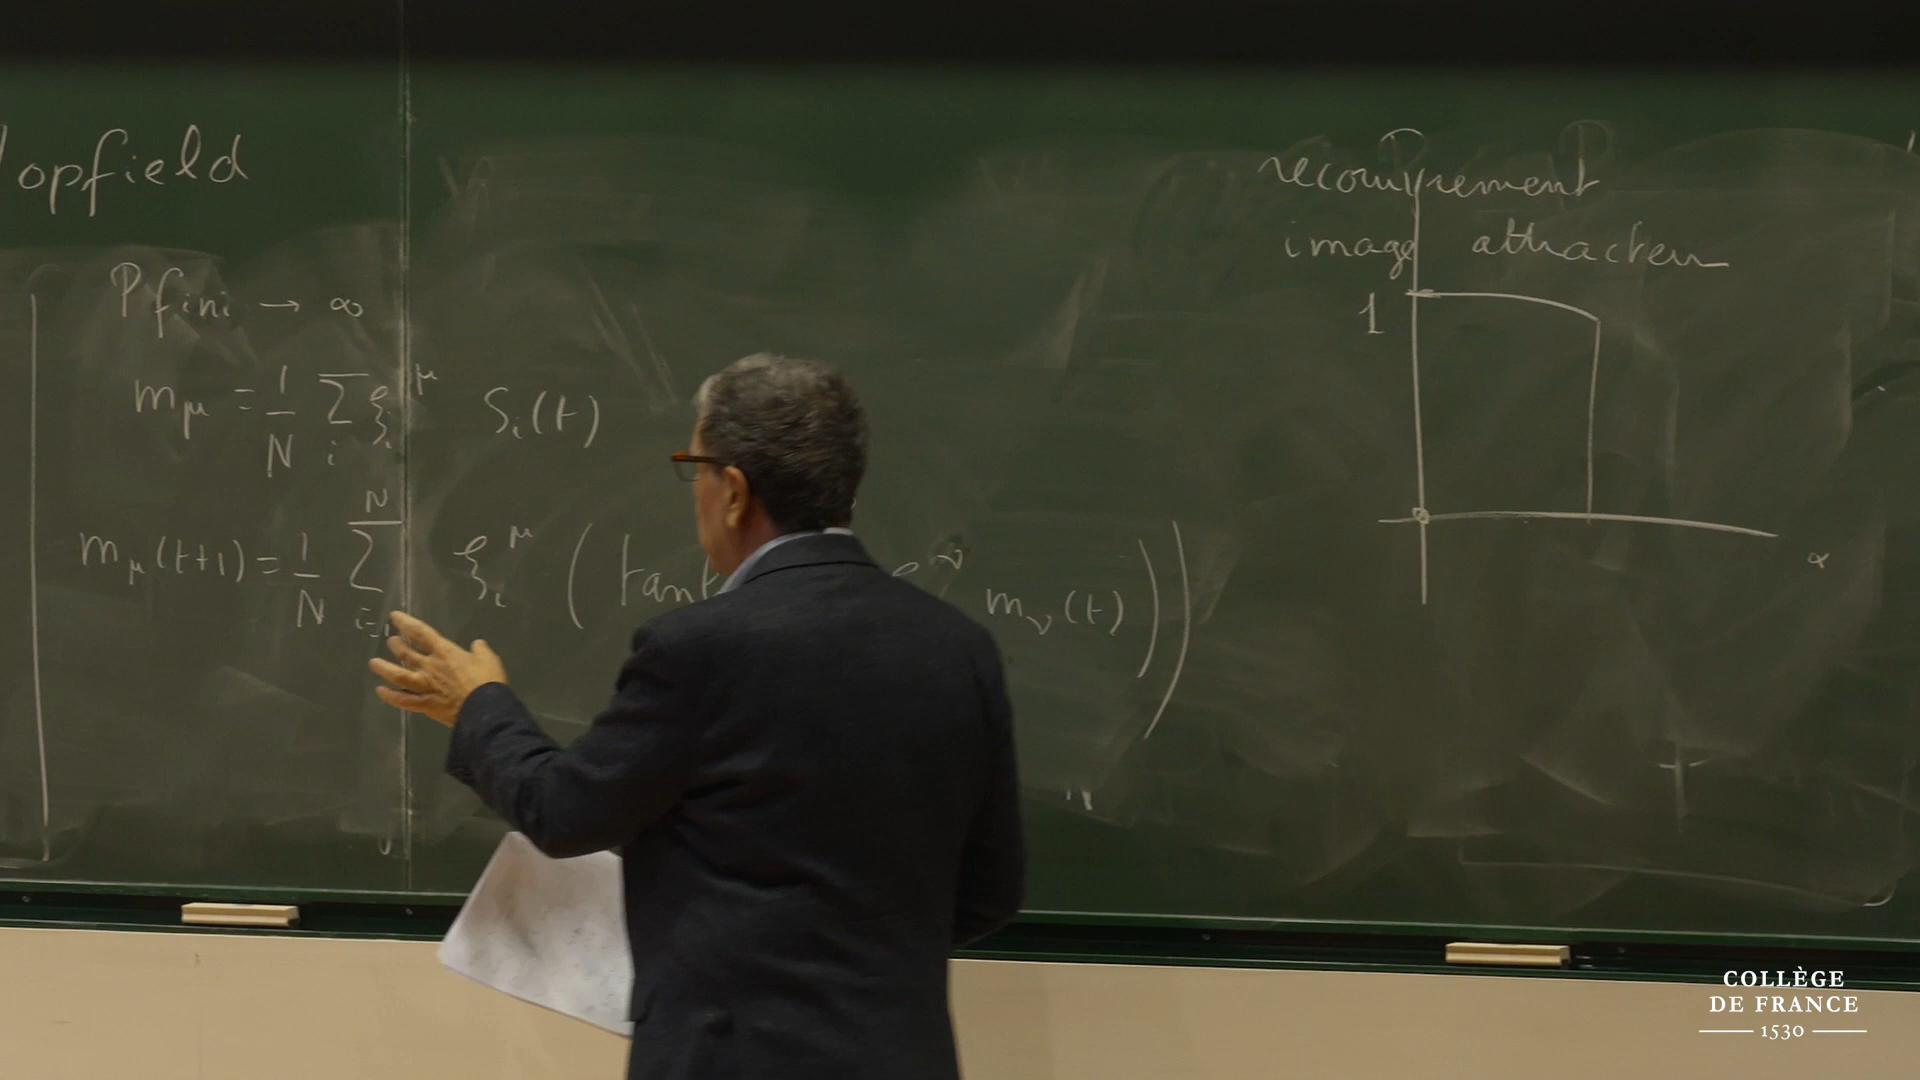 opfield
P fini → ∞
m_μ = 1/N Σ_i ξ_i^μ S_i(t)
m_μ(t+1) = 1/N Σ_{i=1}^N ξ_i^μ ( tan ν m_ν(t) ) )
recouvrement
image attracteur
1
α
COLLÈGE
DE FRANCE
1530